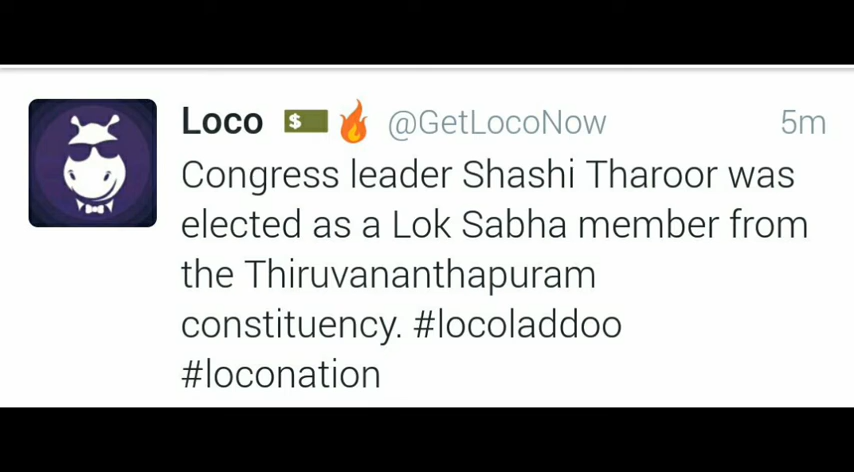 Loco 💵🔥 @GetLocoNow 5m
Congress leader Shashi Tharoor was
elected as a Lok Sabha member from
the Thiruvananthapuram
constituency. #locoladdoo
#loconation